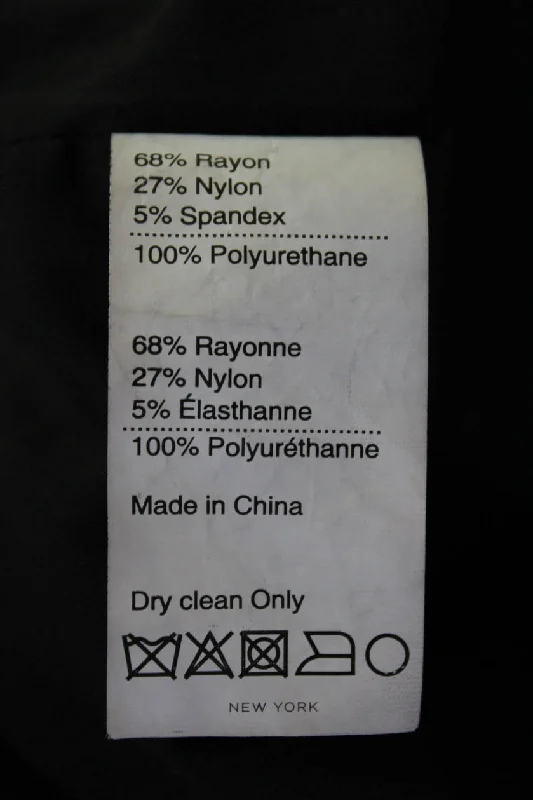 68% Rayon
27% Nylon
5% Spandex
100% Polyurethane
68% Rayonne
27% Nylon
5% Élasthanne
100% Polyuréthanne
Made in China
Dry clean Only
NEW YORK